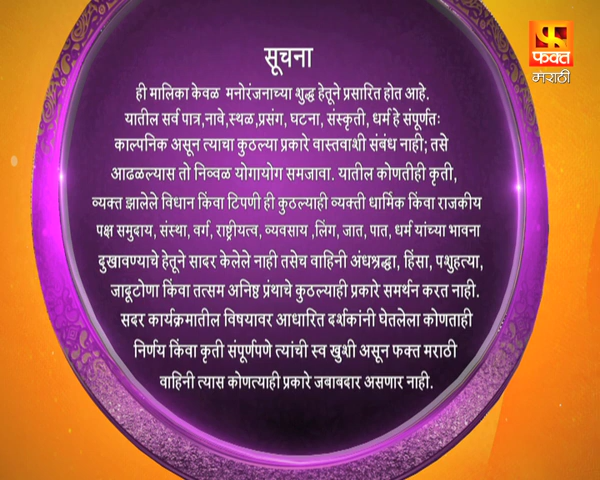 फक्त
मराठी
सूचना
ही मालिका केवळ मनोरंजनाच्या शुद्ध हेतूने प्रसारित होत आहे.
यातील सर्व पात्र,नावे,स्थळ,प्रसंग, घटना, संस्कृती, धर्म हे संपूर्णतः
काल्पनिक असून त्याचा कुठल्या प्रकारे वास्तवाशी संबंध नाही; तसे
आढळल्यास तो निव्वळ योगायोग समजावा. यातील कोणतीही कृती,
व्यक्त झालेले विधान किंवा टिपणी ही कुठल्याही व्यक्ती धार्मिक किंवा राजकीय
पक्ष समुदाय, संस्था, वर्ग, राष्ट्रीयत्व, व्यवसाय ,लिंग, जात, पात, धर्म यांच्या भावना
दुखावण्याचे हेतूने सादर केलेले नाही तसेच वाहिनी अंधश्रद्धा, हिंसा, पशुहत्या,
जादूटोणा किंवा तत्सम अनिष्ठ प्रंथाचे कुठल्याही प्रकारे समर्थन करत नाही.
सदर कार्यक्रमातील विषयावर आधारित दर्शकांनी घेतलेला कोणताही
निर्णय किंवा कृती संपूर्णपणे त्यांची स्व खुशी असून फक्त मराठी
वाहिनी त्यास कोणत्याही प्रकारे जबाबदार असणार नाही.